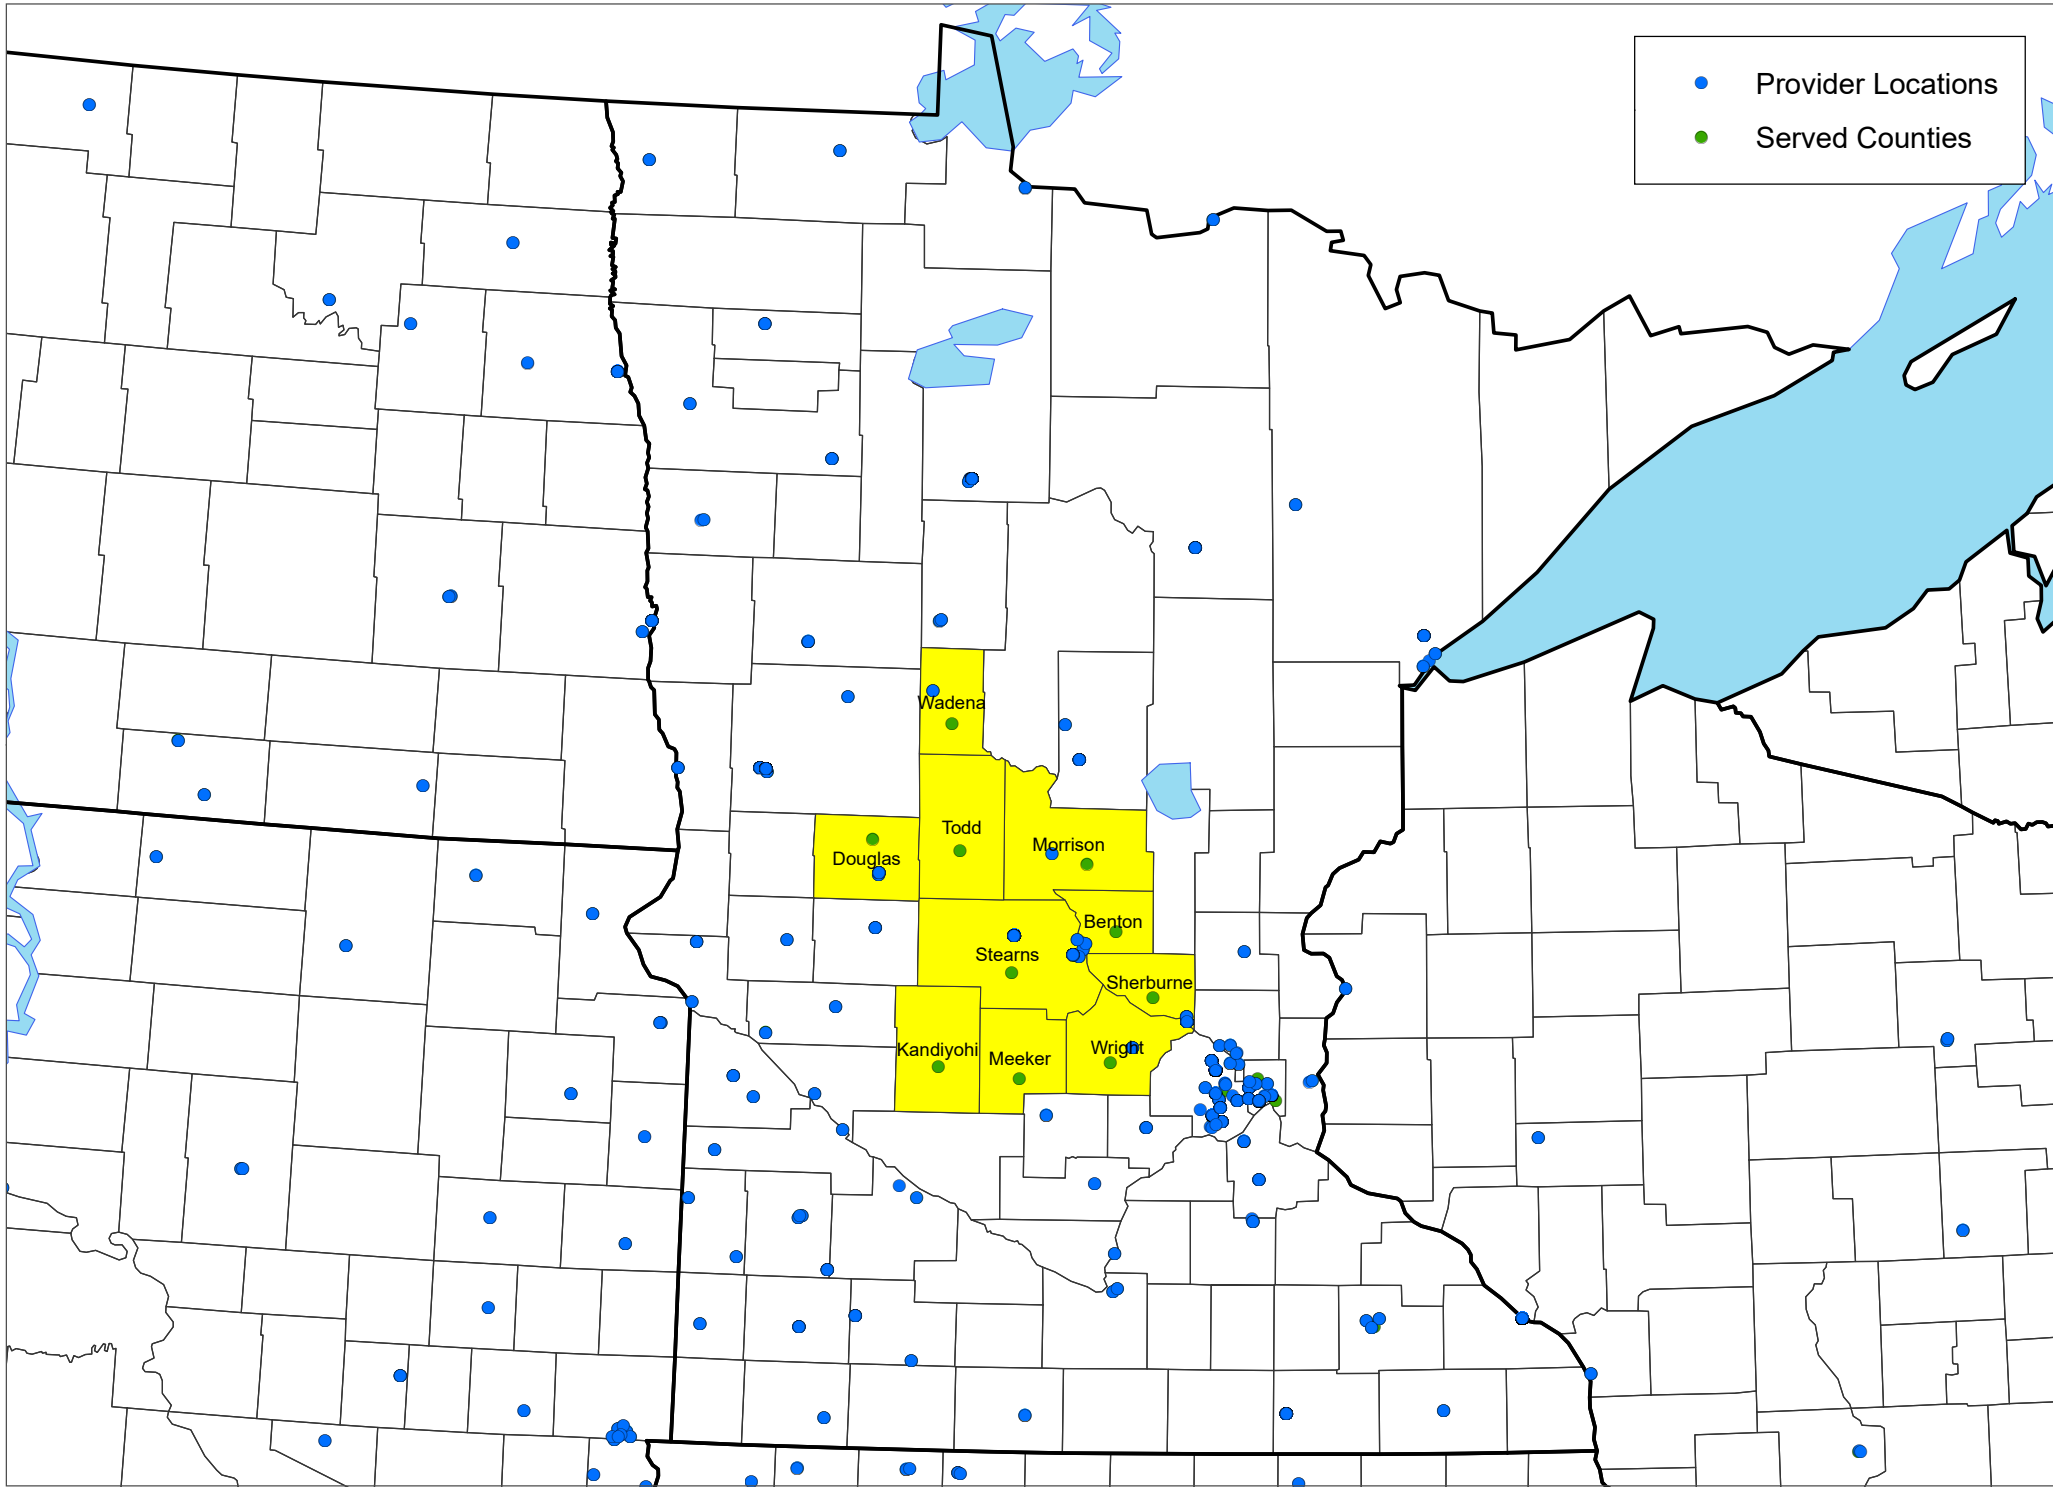 Provider Locations
Served Counties
Wadena
Todd
Morrison
Douglas
Benton
Stearns
Sherburne
Kandiyohi
Meeker
Wright